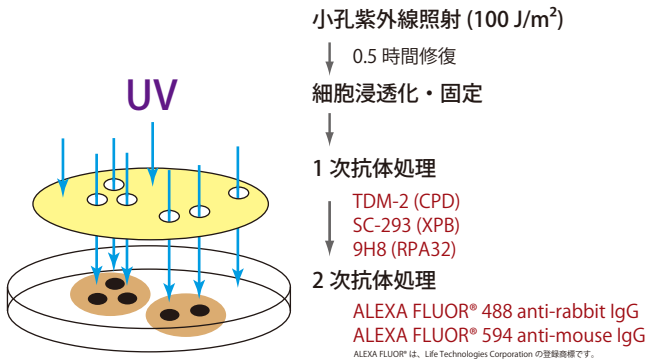 小孔紫外線照射 (100 J/m²)
0.5 時間修復
UV
細胞浸透化・固定
1 次抗体処理
TDM-2 (CPD)
SC-293 (XPB)
9H8 (RPA32)
2 次抗体処理
ALEXA FLUOR® 488 anti-rabbit IgG
ALEXA FLUOR® 594 anti-mouse IgG
ALEXA FLUOR® は、Life Technologies Corporation の登録商標です。